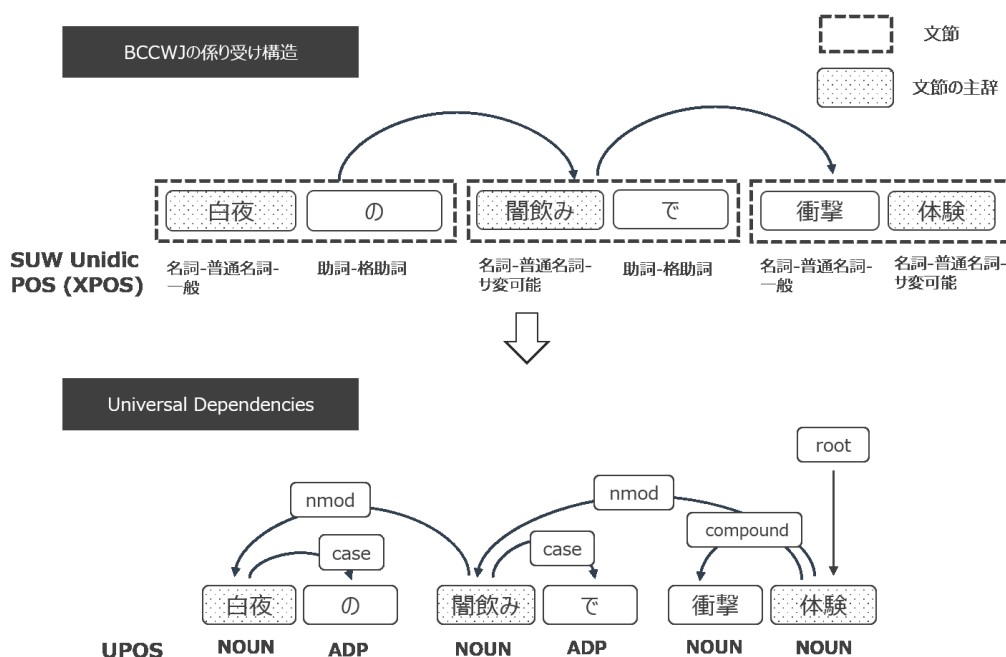 BCCWJの係り受け構造
文節
文節の主辞
白夜 の 闇飲み で 衝撃 体験
SUW Unidic
POS (XPOS)
名詞-普通名詞-
一般
助詞-格助詞
名詞-普通名詞-
サ変可能
助詞-格助詞
名詞-普通名詞-
一般
名詞-普通名詞-
サ変可能
Universal Dependencies
root
nmod
nmod
compound
case
case
白夜 の 闇飲み で 衝撃 体験
UPOS NOUN ADP NOUN ADP NOUN NOUN